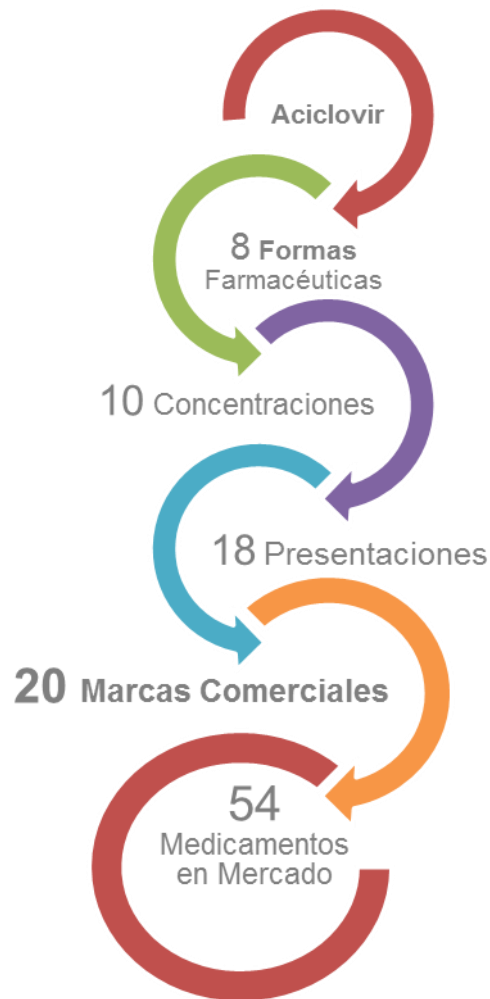 Aciclovir
8 Formas
Farmacéuticas
10 Concentraciones
18 Presentaciones
20 Marcas Comerciales
54
Medicamentos
en Mercado